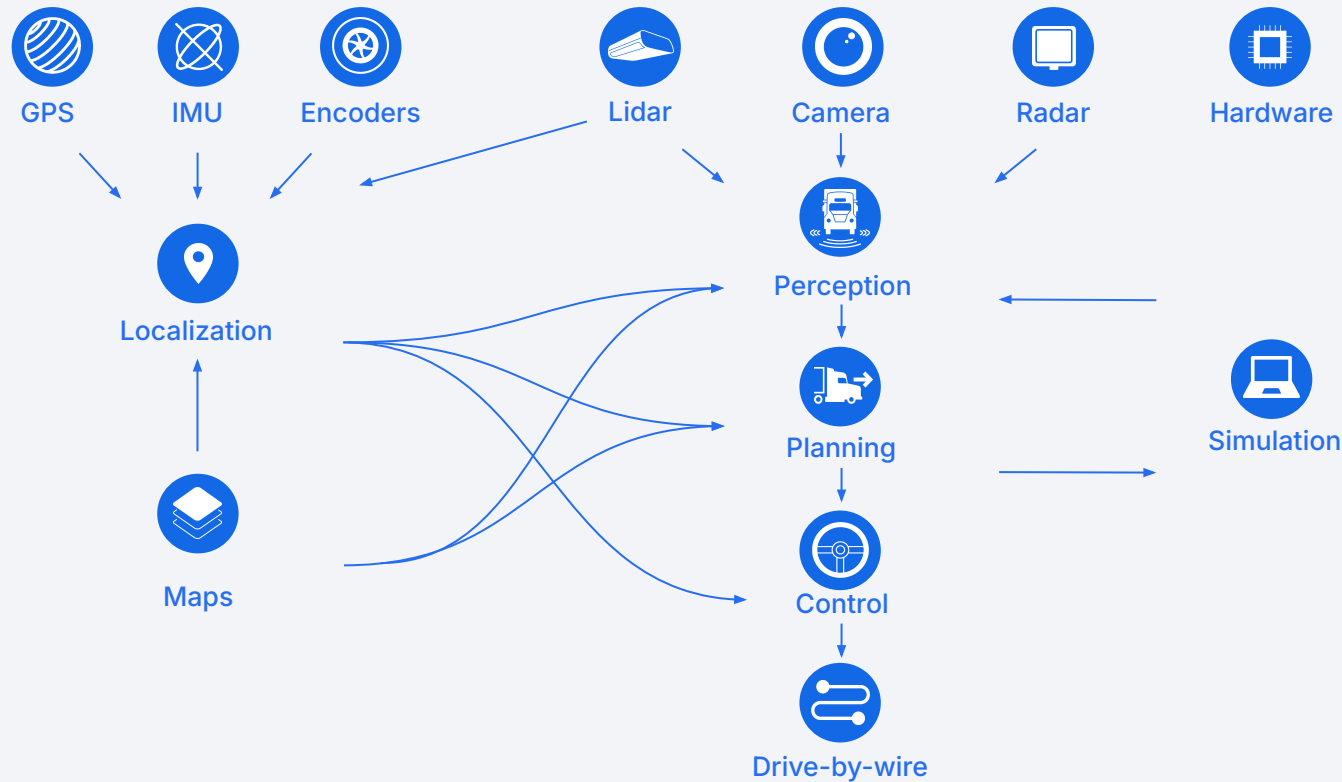 GPS
IMU
Encoders
Lidar
Camera
Radar
Hardware
Perception
Localization
Planning
Simulation
Maps
Control
Drive-by-wire